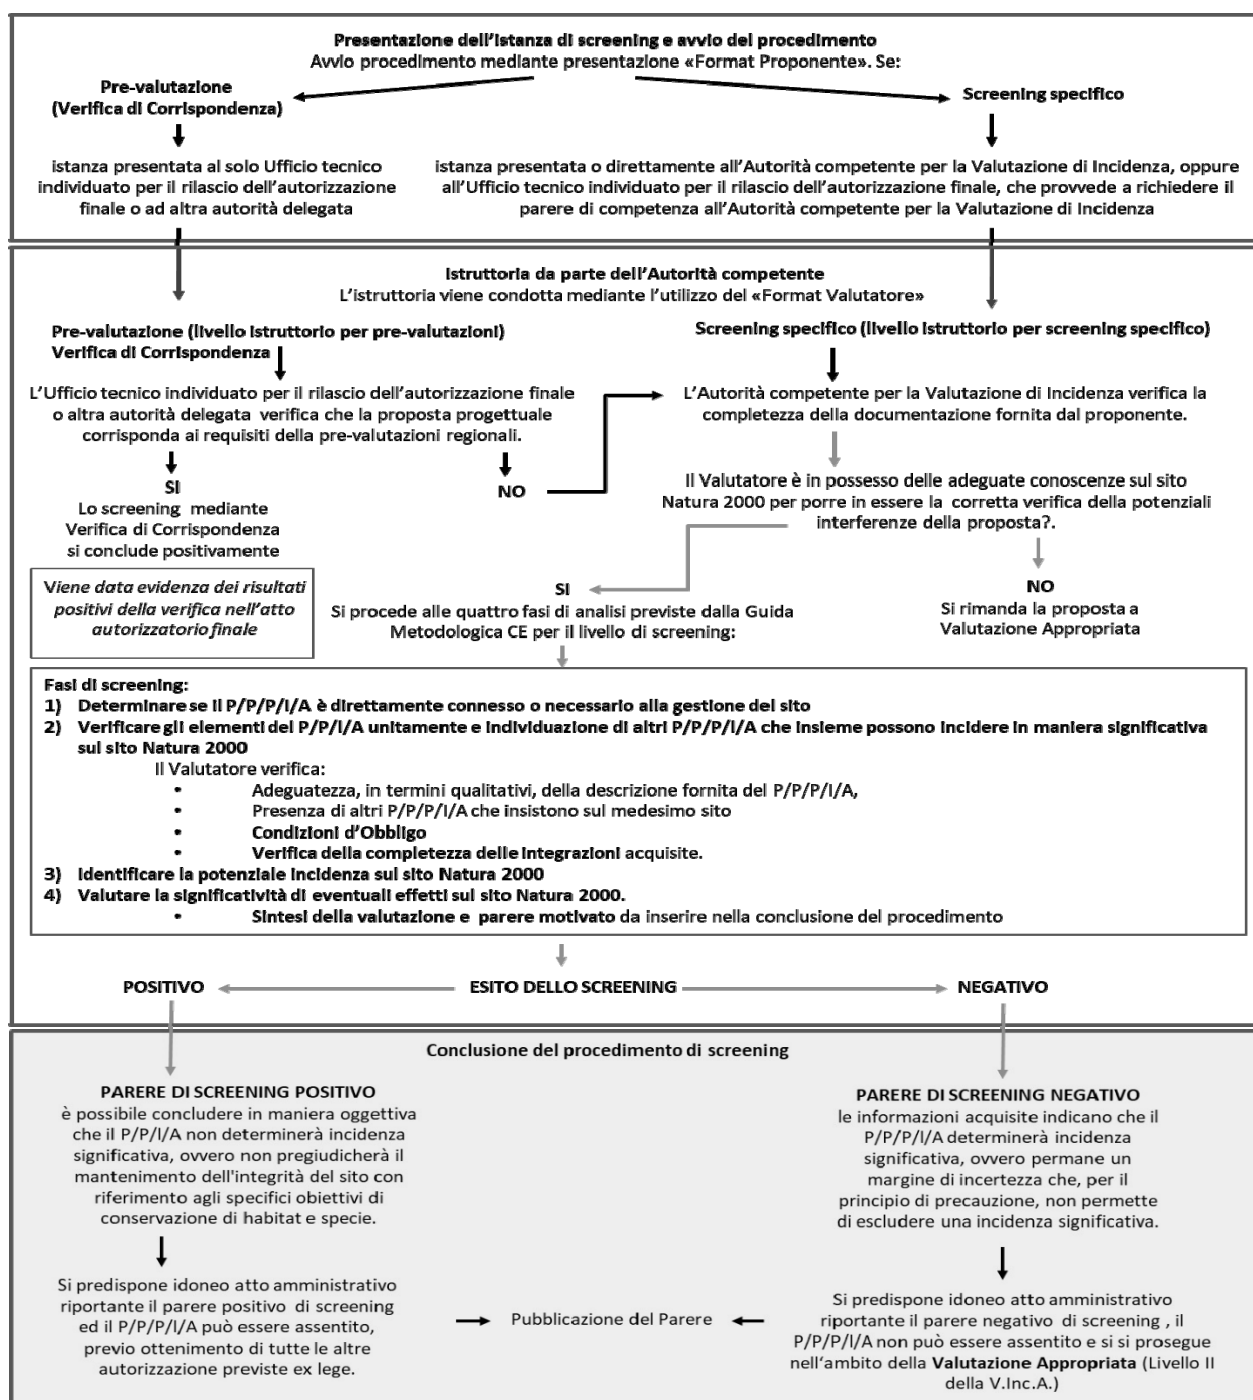 Presentazione dell'istanza di screening e avvio del procedimento
Avvio procedimento mediante presentazione «Format Proponente». Se:
Pre-valutazione
(Verifica di Corrispondenza)
Screening specifico
istanza presentata al solo Ufficio tecnico
individuato per il rilascio dell'autorizzazione
finale o ad altra autorità delegata
istanza presentata o direttamente all'Autorità competente per la Valutazione di Incidenza, oppure
all'Ufficio tecnico individuato per il rilascio dell'autorizzazione finale, che provvede a richiedere il
parere di competenza all'Autorità competente per la Valutazione di Incidenza
Istruttoria da parte dell'Autorità competente
L'istruttoria viene condotta mediante l'utilizzo del «Format Valutatore»
Pre-valutazione (livello istruttorio per pre-valutazioni)
Verifica di Corrispondenza
Screening specifico (livello istruttorio per screening specifico)
L'Ufficio tecnico individuato per il rilascio dell'autorizzazione finale
o altra autorità delegata verifica che la proposta progettuale
corrisponda ai requisiti della pre-valutazioni regionali.
L'Autorità competente per la Valutazione di Incidenza verifica la
completezza della documentazione fornita dal proponente.
SI
Lo screening mediante
Verifica di Corrispondenza
si conclude positivamente
NO
Il Valutatore è in possesso delle adeguate conoscenze sul sito
Natura 2000 per porre in essere la corretta verifica della potenziali
interferenze della proposta?.
Viene data evidenza dei risultati
positivi della verifica nell'atto
autorizzatorio finale
SI
Si procede alle quattro fasi di analisi previste dalla Guida
Metodologica CE per il livello di screening:
NO
Si rimanda la proposta a
Valutazione Appropriata
Fasi di screening:
1) Determinare se il P/P/P/I/A è direttamente connesso o necessario alla gestione del sito
2) Verificare gli elementi del P/P/I/A unitamente e individuazione di altri P/P/P/I/A che insieme possono incidere in maniera significativa
sul sito Natura 2000
Il Valutatore verifica:
• Adeguatezza, in termini qualitativi, della descrizione fornita del P/P/P/I/A,
• Presenza di altri P/P/P/I/A che insistono sul medesimo sito
• Condizioni d'Obbligo
• Verifica della completezza delle integrazioni acquisite.
3) Identificare la potenziale incidenza sul sito Natura 2000
4) Valutare la significatività di eventuali effetti sul sito Natura 2000.
• Sintesi della valutazione e parere motivato da inserire nella conclusione del procedimento
POSITIVO
ESITO DELLO SCREENING
NEGATIVO
Conclusione del procedimento di screening
PARERE DI SCREENING POSITIVO
è possibile concludere in maniera oggettiva
che il P/P/I/A non determinerà incidenza
significativa, ovvero non pregiudicherà il
mantenimento dell'integrità del sito con
riferimento agli specifici obiettivi di
conservazione di habitat e specie.
PARERE DI SCREENING NEGATIVO
le informazioni acquisite indicano che il
P/P/P/I/A determinerà incidenza
significativa, ovvero permane un
margine di incertezza che, per il
principio di precauzione, non permette
di escludere una incidenza significativa.
Si predispone idoneo atto amministrativo
riportante il parere positivo di screening
ed il P/P/P/I/A può essere assentito,
previo ottenimento di tutte le altre
autorizzazione previste ex lege.
Pubblicazione del Parere
Si predispone idoneo atto amministrativo
riportante il parere negativo di screening , il
P/P/P/I/A non può essere assentito e si si prosegue
nell'ambito della Valutazione Appropriata (Livello II
della V.Inc.A.)